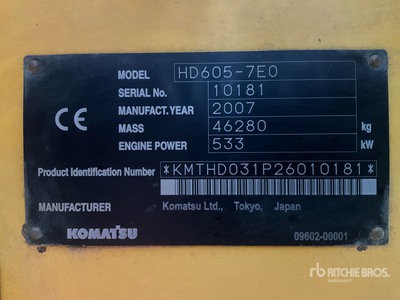 MODEL HD605-7E0
SERIAL No. 10181
MANUFACT. YEAR 2007
MASS 46280 kg
CE
ENGINE POWER 533 kW
Product Identification Number *KMTHD031P26010181*
MANUFACTURER Komatsu Ltd., Tokyo, Japan
KOMATSU 09602-00001
rb RITCHIE BROS.